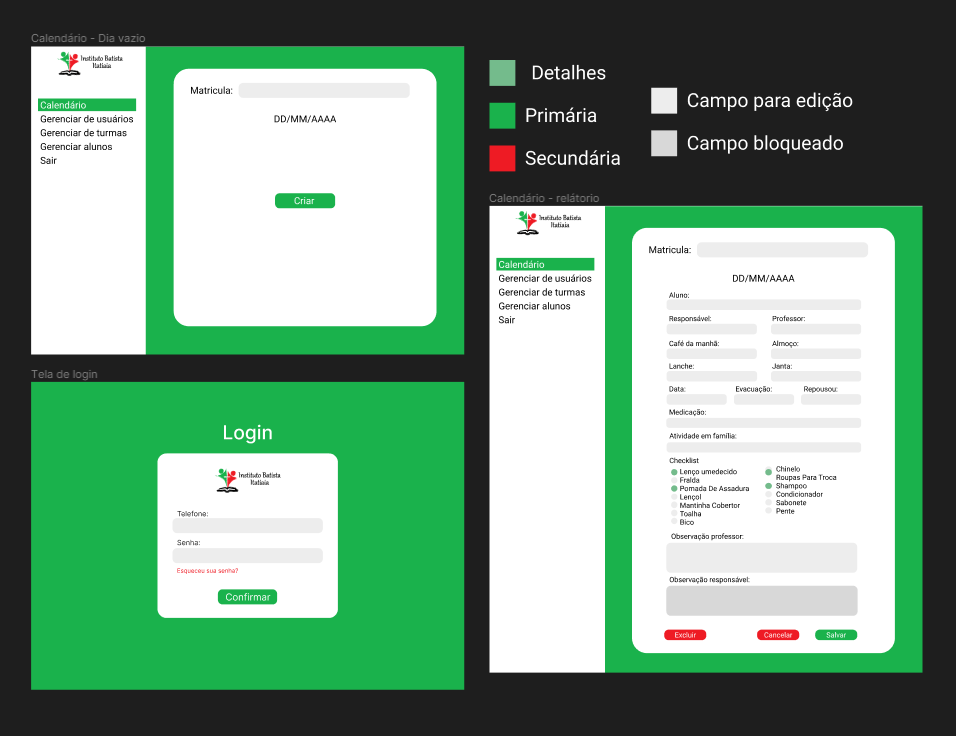 Calendário - Dia vazio
Instituto Batista
Itatiaia
Calendário
Gerenciar de usuários
Gerenciar de turmas
Gerenciar alunos
Sair
Matricula:
DD/MM/AAAA
Criar
Detalhes
Primária
Secundária
Campo para edição
Campo bloqueado
Tela de login
Login
Instituto Batista
Itatiaia
Telefone:
Senha:
Esqueceu sua senha?
Confirmar
Calendário - relátorio
Instituto Batista
Itatiaia
Calendário
Gerenciar de usuários
Gerenciar de turmas
Gerenciar alunos
Sair
Matricula:
DD/MM/AAAA
Aluno:
Responsável: Professor:
Café da manhã: Almoço:
Lanche: Janta:
Data: Evacuação: Repousou:
Medicação:
Atividade em família:
Checklist
Lenço umedecido
Fralda
Pomada De Assadura
Lençol
Mantinha Cobertor
Toalha
Bico
Chinelo
Roupas Para Troca
Shampoo
Condicionador
Sabonete
Pente
Observação professor:
Observação responsável:
Excluir Cancelar Salvar